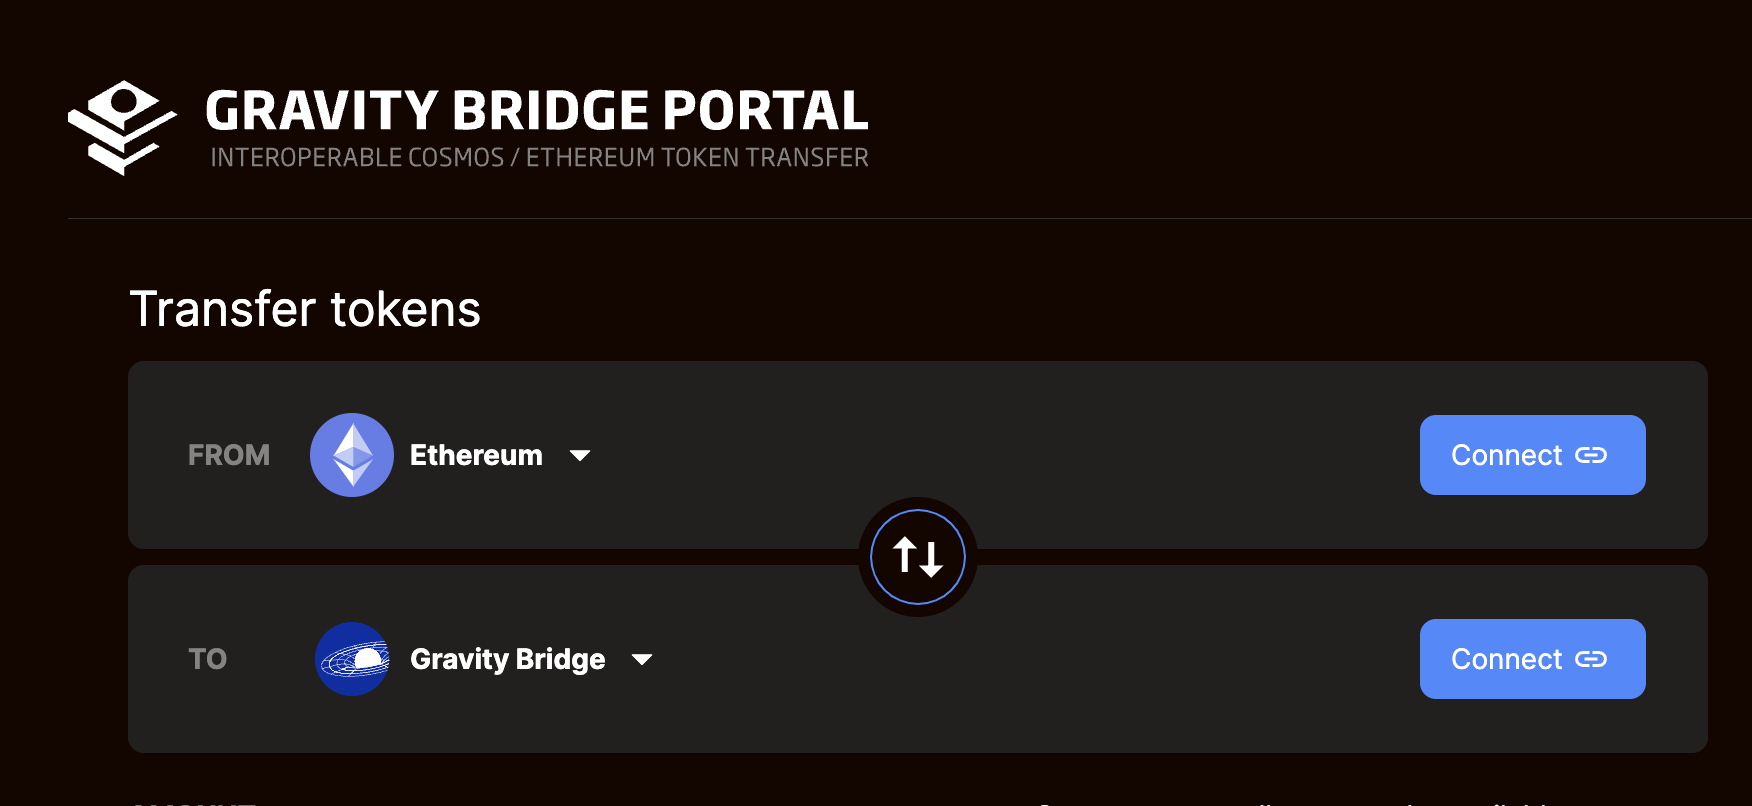 GRAVITY BRIDGE PORTAL
INTEROPERABLE COSMOS / ETHEREUM TOKEN TRANSFER
Transfer tokens
FROM Ethereum Connect
TO Gravity Bridge Connect